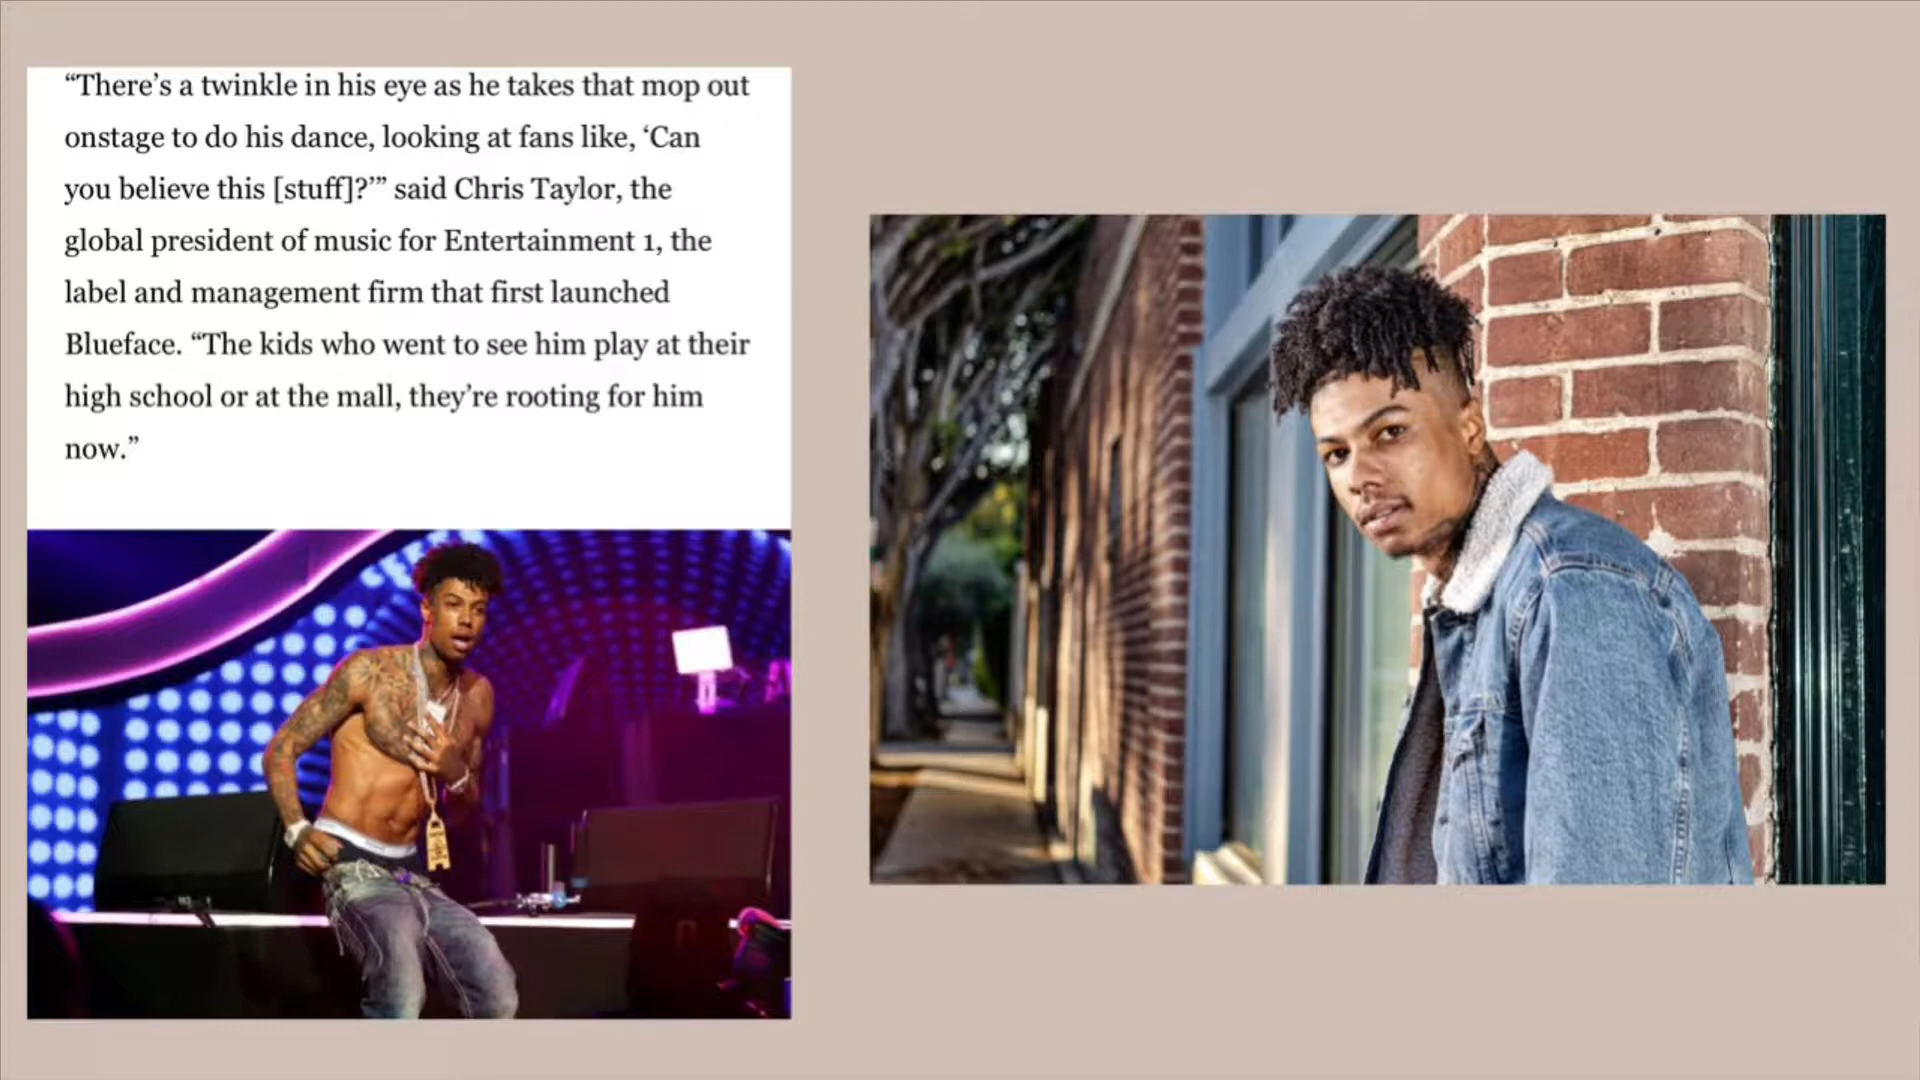 “There’s a twinkle in his eye as he takes that mop out
onstage to do his dance, looking at fans like, ‘Can
you believe this [stuff]?’” said Chris Taylor, the
global president of music for Entertainment 1, the
label and management firm that first launched
Blueface. “The kids who went to see him play at their
high school or at the mall, they’re rooting for him
now.”